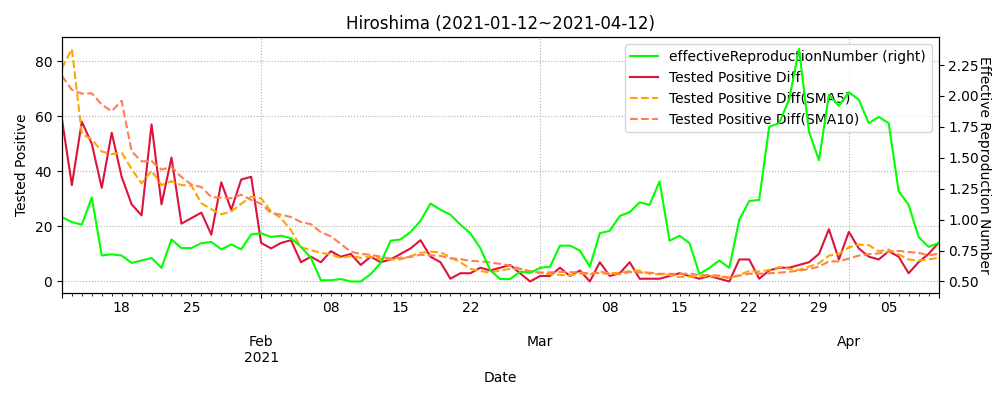 Hiroshima (2021-01-12~2021-04-12)
effectiveReproductionNumber (right)
Tested Positive Diff
Tested Positive Diff(SMA5)
Tested Positive Diff(SMA10)
Tested Positive
80
60
40
20
0
Effective Reproduction Number
2.25
2.00
1.75
1.50
1.25
1.00
0.75
0.50
18 25 08 15 22 08 15 22 29 05
Feb Mar Apr
2021
Date